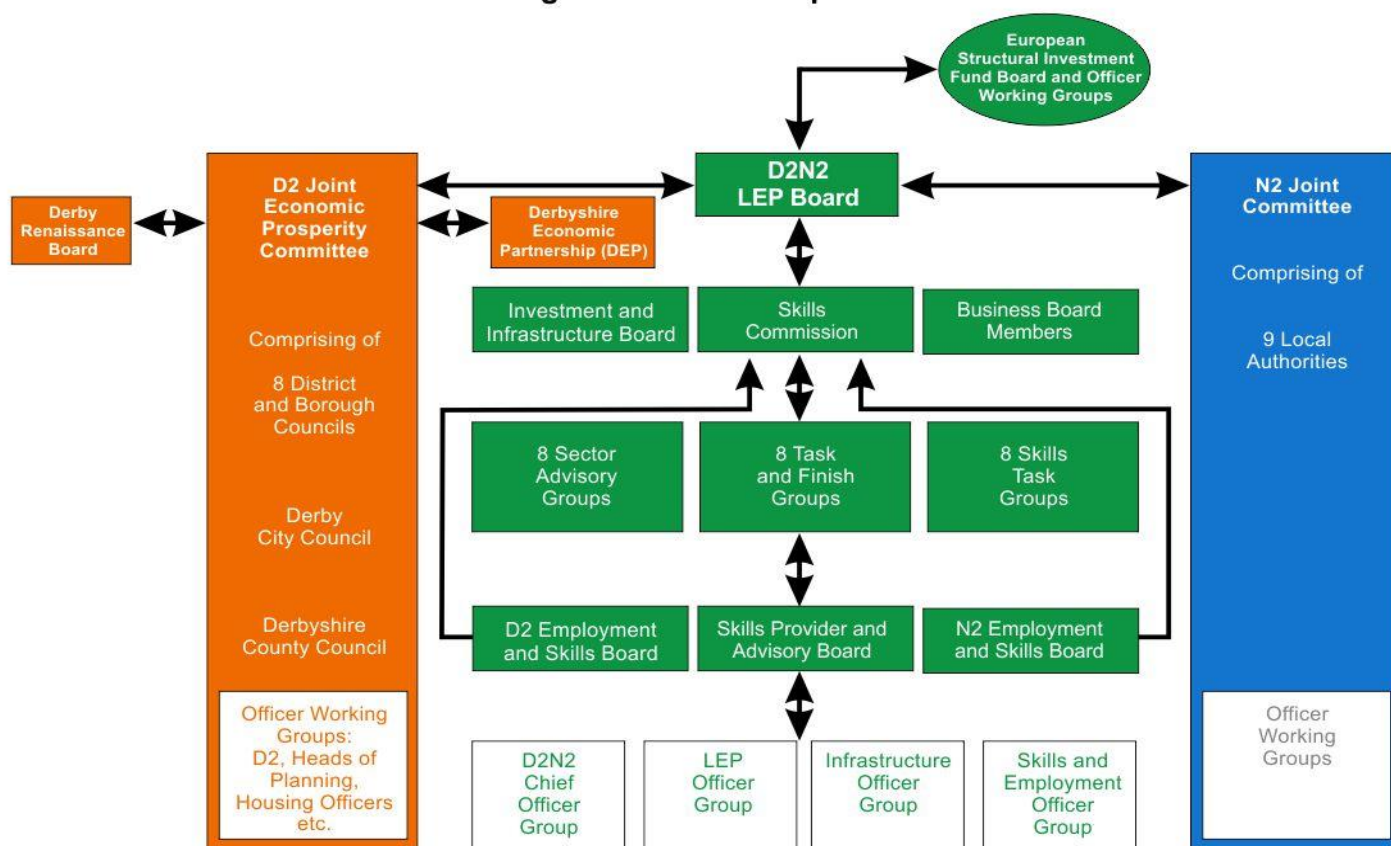 European
Structural Investment
Fund Board and Officer
Working Groups
D2 Joint
Economic
Prosperity
Committee
D2N2
LEP Board
N2 Joint
Committee
Derby
Renaissance
Board
Derbyshire
Economic
Partnership (DEP)
Comprising of
8 District
and Borough
Councils
Derby
City Council
Derbyshire
County Council
Officer Working
Groups:
D2, Heads of
Planning,
Housing Officers
etc.
Investment and
Infrastructure Board
Skills
Commission
Business Board
Members
8 Sector
Advisory
Groups
8 Task
and Finish
Groups
8 Skills
Task
Groups
D2 Employment
and Skills Board
Skills Provider and
Advisory Board
N2 Employment
and Skills Board
D2N2
Chief
Officer
Group
LEP
Officer
Group
Infrastructure
Officer
Group
Skills and
Employment
Officer
Group
Comprising of
9 Local
Authorities
Officer
Working
Groups